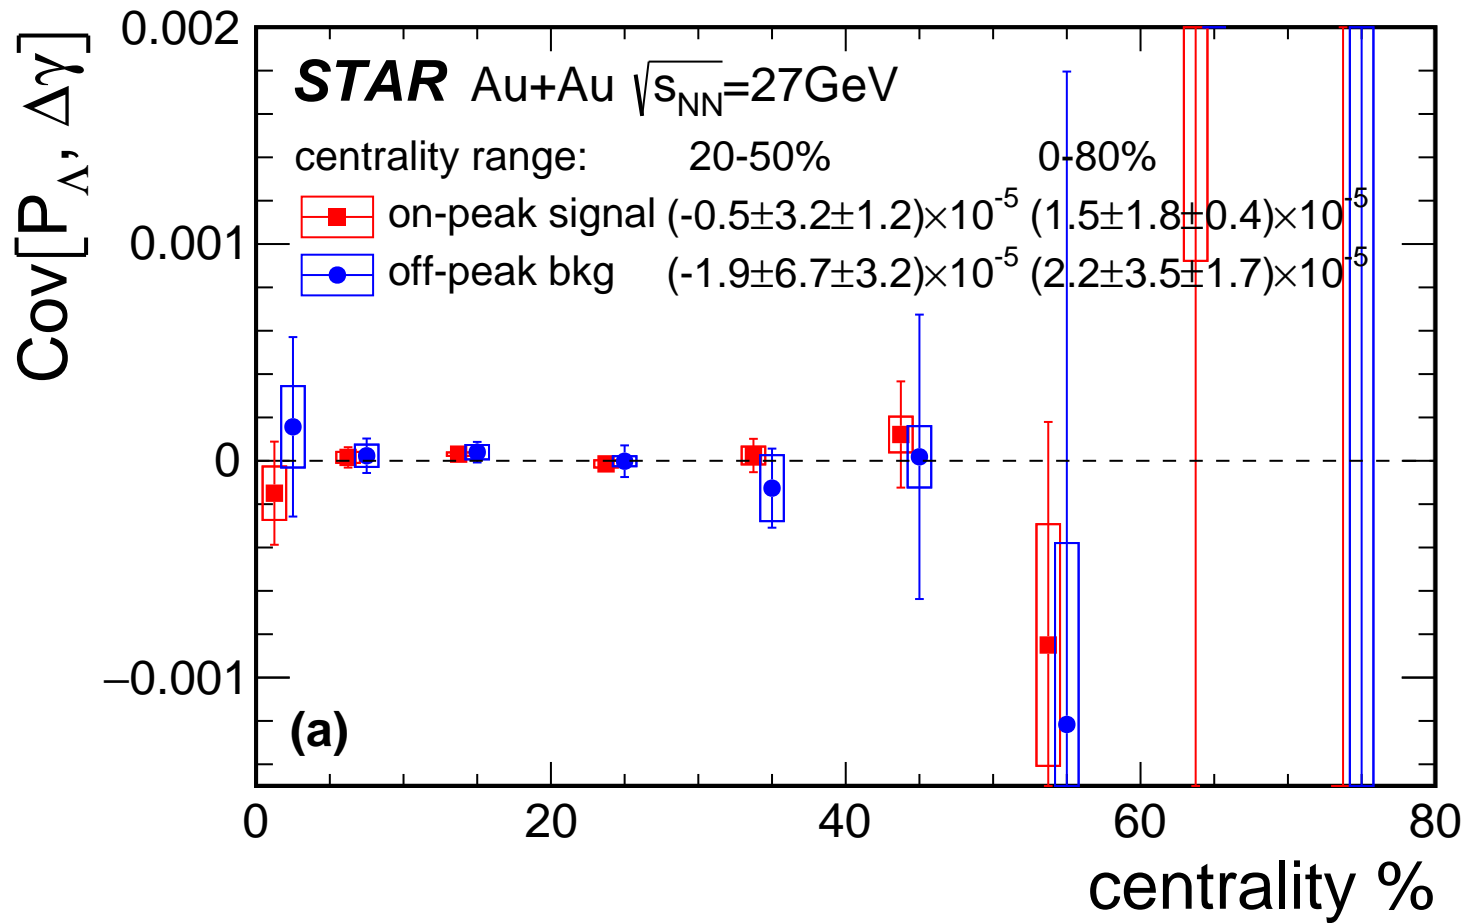 Cov[P_Λ, Δγ]
0.002
0.001
0
−0.001
STAR Au+Au √s_NN=27GeV
centrality range: 20-50% 0-80%
on-peak signal (-0.5±3.2±1.2)×10^-5 (1.5±1.8±0.4)×10^-5
off-peak bkg (-1.9±6.7±3.2)×10^-5 (2.2±3.5±1.7)×10^-5
(a)
0 20 40 60 80
centrality %